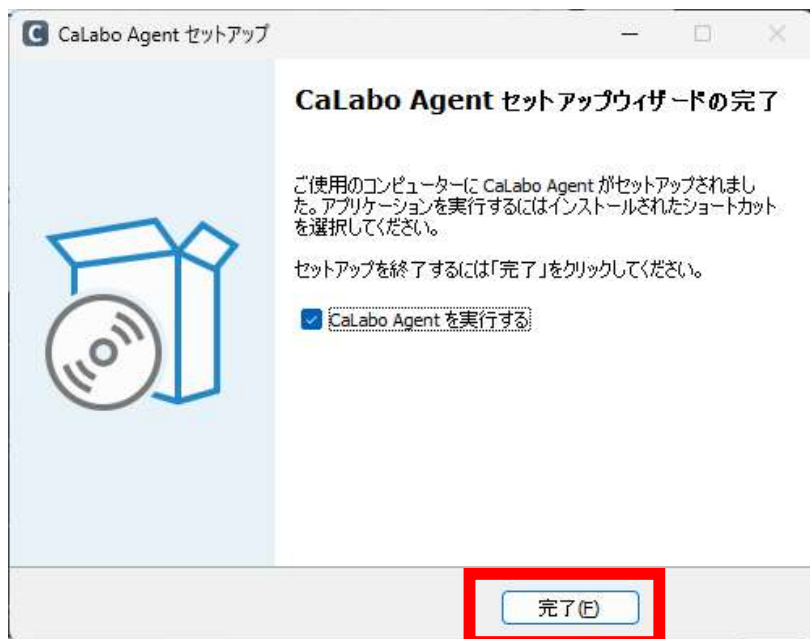 CaLabo Agent セットアップ
CaLabo Agent セットアップウィザードの完了
ご使用のコンピューターに CaLabo Agent がセットアップされまし
た。アプリケーションを実行するにはインストールされたショートカット
を選択してください。
セットアップを終了するには「完了」をクリックしてください。
CaLabo Agent を実行する
完了(F)